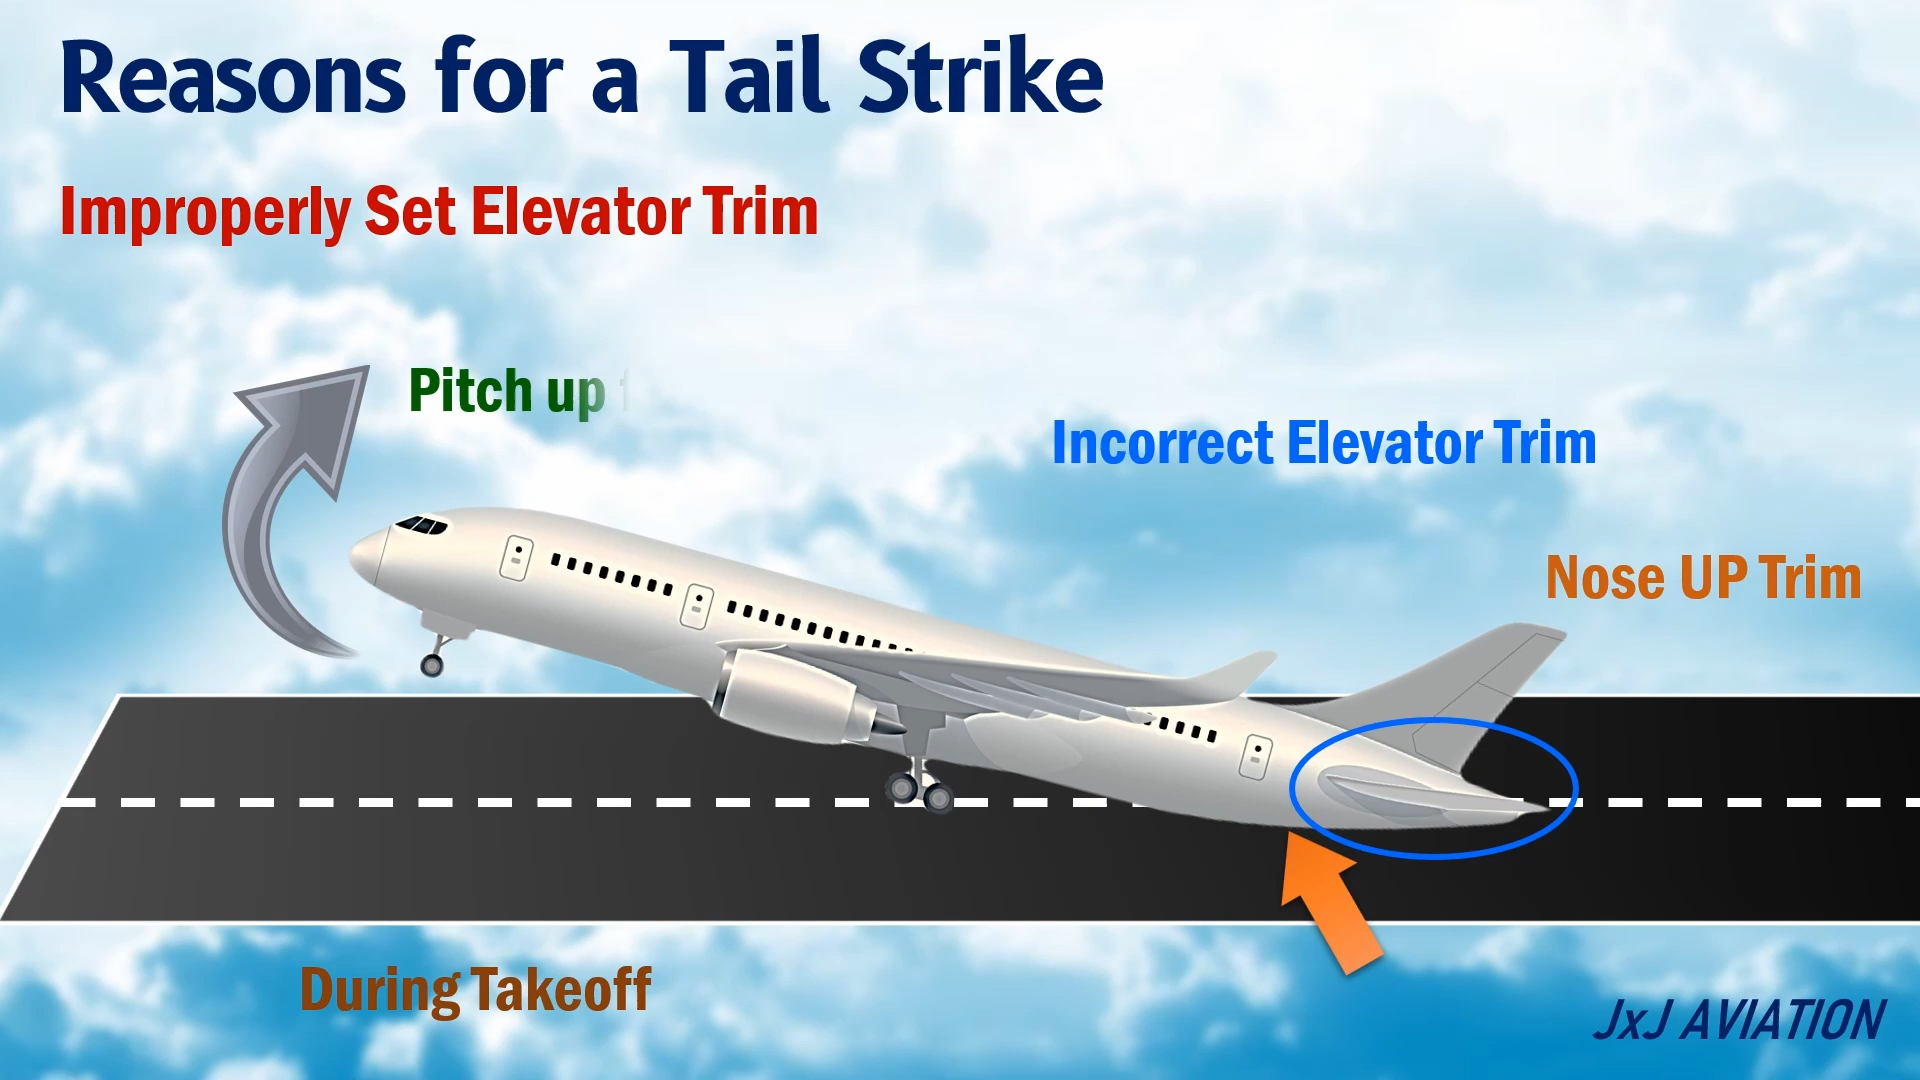 Reasons for a Tail Strike
Improperly Set Elevator Trim
Pitch up
Incorrect Elevator Trim
Nose UP Trim
During Takeoff
JxJ AVIATION